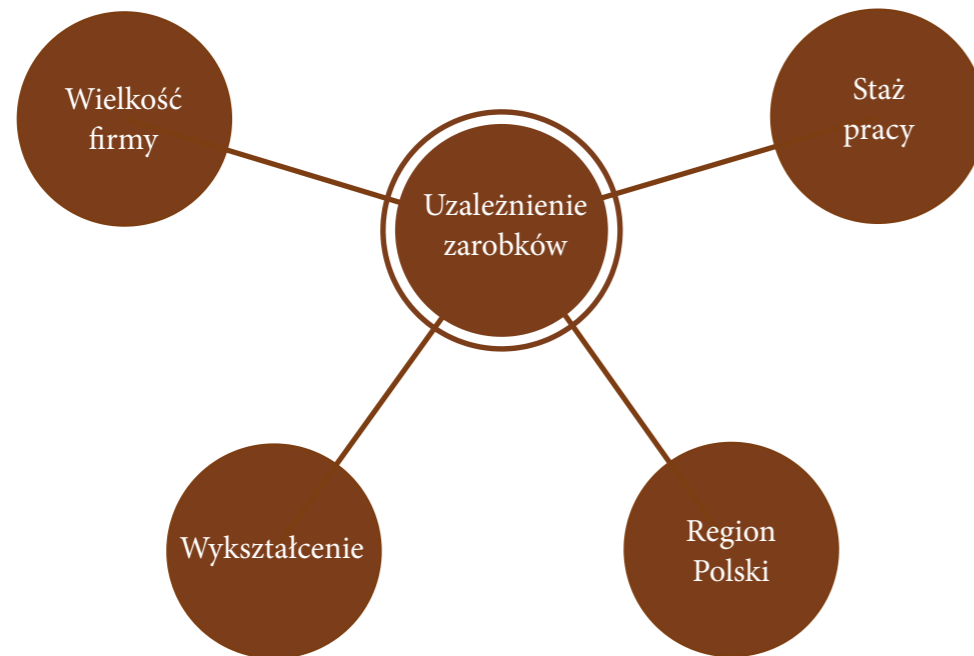 Wielkość
firmy
Staż
pracy
Uzależnienie
zarobków
Wykształcenie
Region
Polski